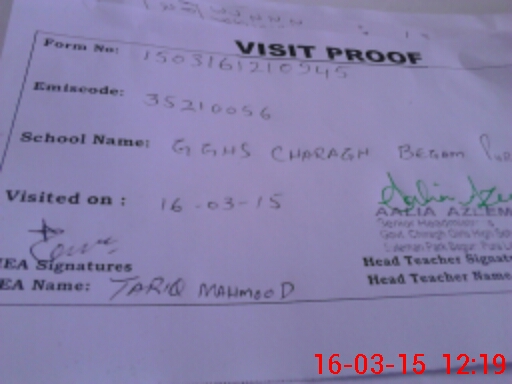 VISIT PROOF
Form No: 1503161210545
Emiscode: 35210056
School Name: GGHS CHARAGH BEGAM
Visited on : 16-03-15
AALIA AZLEM
Senior Headmistress
Govt. Chiragh Girls High
EA Signatures
Head Teacher Signat
EA Name: TARIQ MAHMOOD
Head Teacher Name
16-03-15 12:19